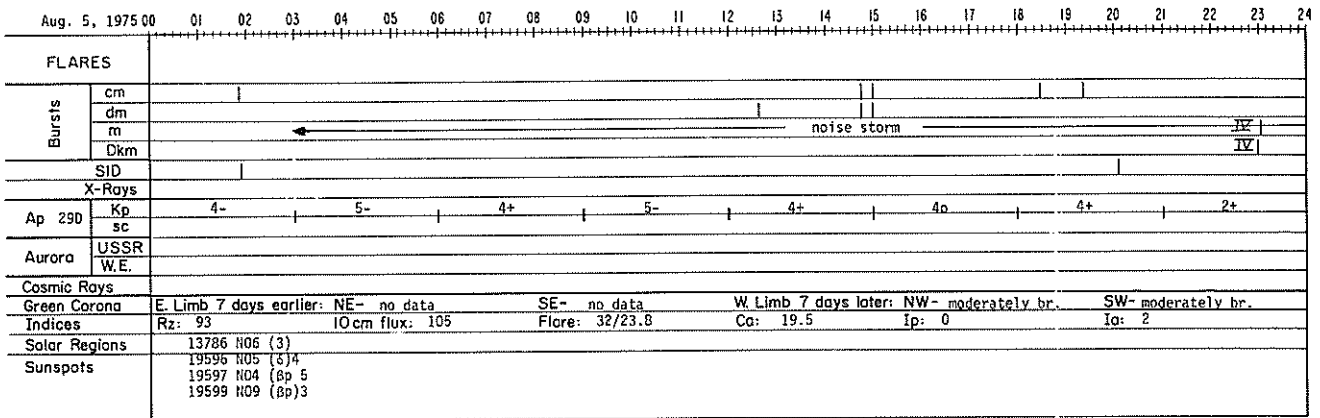 Aug. 5, 1975 00 01 02 03 04 05 06 07 08 09 10 11 12 13 14 15 16 17 18 19 20 21 22 23 24
FLARES
Bursts
cm
dm
m noise storm IV
Dkm IV
SID
X-Rays
Ap 29D Kp 4- 5- 4+ 5- 4+ 4o 4+ 2+
sc
Aurora USSR
W.E.
Cosmic Rays
Green Corona E. Limb 7 days earlier: NE- no data SE- no data W. Limb 7 days later: NW- moderately br. SW- moderately br.
Indices Rz: 93 10 cm flux: 105 Flare: 32/23.8 Ca: 19.5 Ip: 0 Ia: 2
Solar Regions 13786 N06 (3)
Sunspots 19596 N05 (δ)4
19597 N04 (βp 5
19599 N09 (βp)3